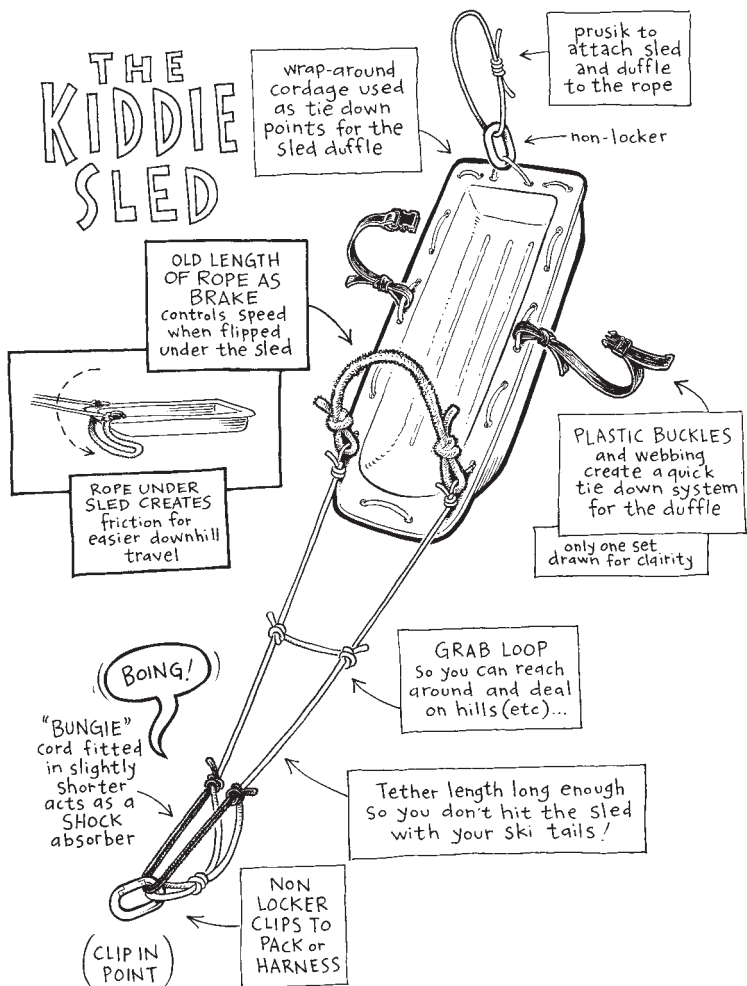 THE
KIDDIE
SLED
wrap-around
cordage used
as tie down
points for the
sled duffle
prusik to
attach sled
and duffle
to the rope
non-locker
OLD LENGTH
OF ROPE AS
BRAKE
controls speed
when flipped
under the sled
ROPE UNDER
SLED CREATES
friction for
easier downhill
travel
PLASTIC BUCKLES
and webbing
create a quick
tie down system
for the duffle
only one set
drawn for clairity
GRAB LOOP
So you can reach
around and deal
on hills (etc)...
BOING!
"BUNGIE"
cord fitted
in slightly
shorter
acts as a
SHOCK
absorber
Tether length long enough
so you don't hit the sled
with your ski tails!
NON
LOCKER
CLIPS TO
PACK or
HARNESS
(CLIP IN
POINT)